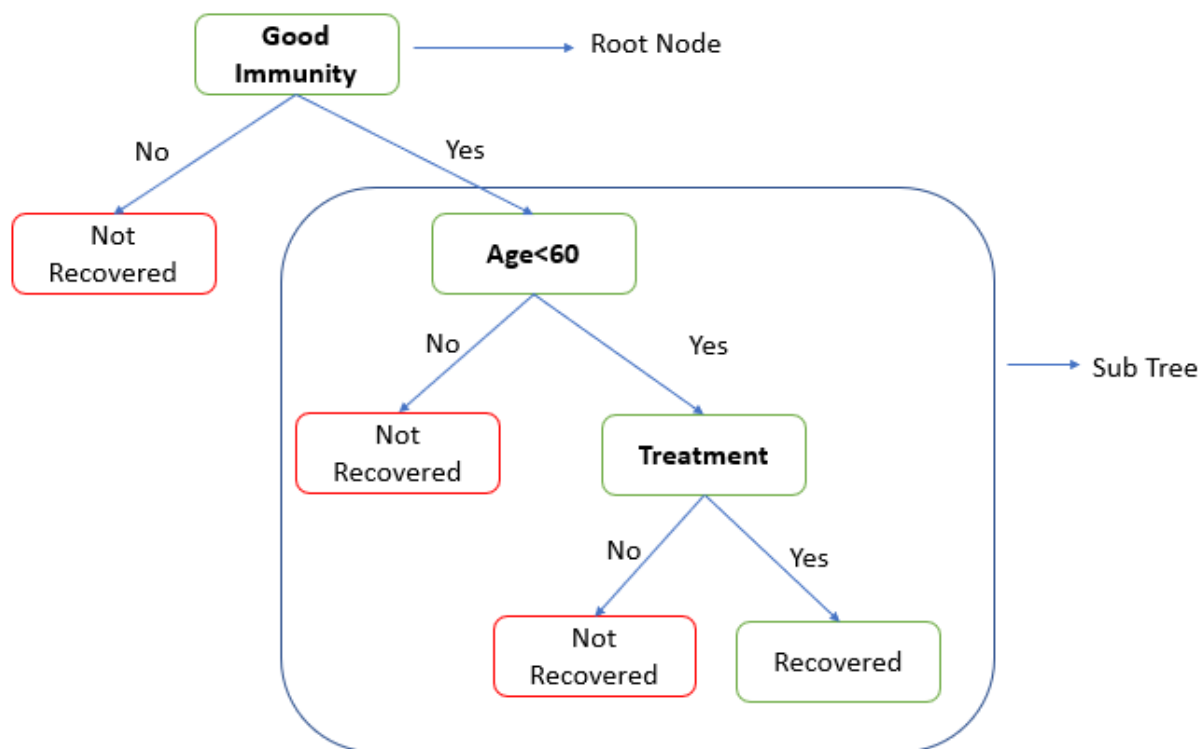 Good
Immunity
Root Node
No
Yes
Not
Recovered
Age<60
No
Yes
Sub Tree
Not
Recovered
Treatment
No
Yes
Not
Recovered
Recovered